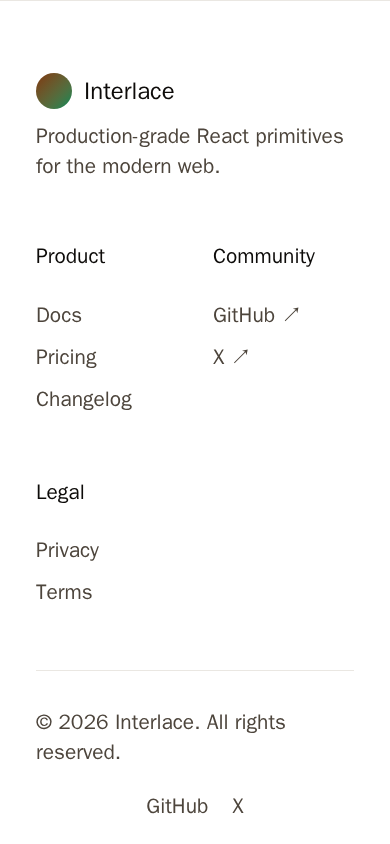 Interlace
Production-grade React primitives
for the modern web.
Product
Docs
Pricing
Changelog
Community
GitHub ↗
X ↗
Legal
Privacy
Terms
© 2026 Interlace. All rights
reserved.
GitHub X